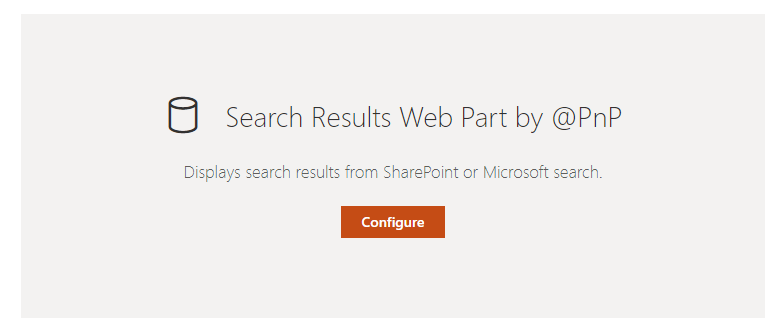 Search Results Web Part by @PnP
Displays search results from SharePoint or Microsoft search.
Configure